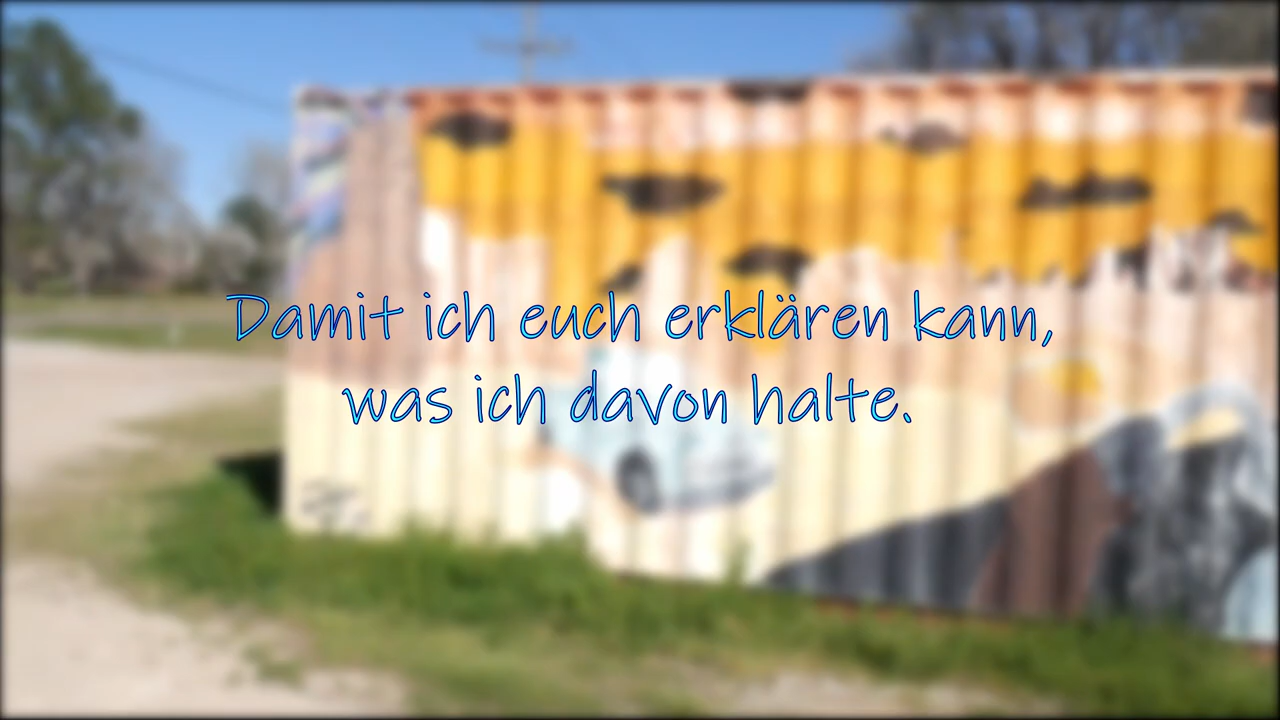 Damit ich euch erklären kann,
was ich davon halte.